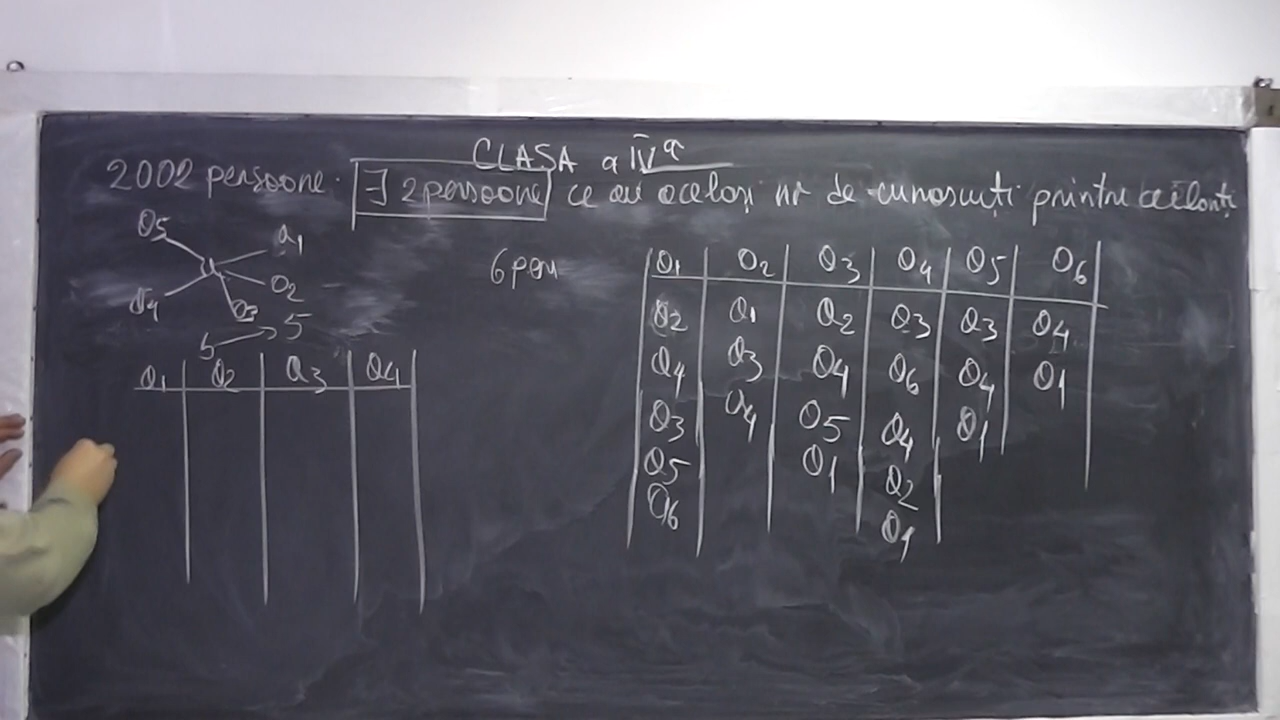 CLASA a IV a
2002 persoane. ∃ 2 persoane ce au același nr de cunoscuți printre ceilalți
O5 a1
O4 O2
O3
5 → 5
6 pers
O1 O2 O3 O4 O5 O6
O2 O1 O2 O3 O3 O4
O4 O3 O4 O6 O4 O1
O3 O4 O5 O4 O1
O5 O1 O2
O6 O1
O1 O2 a3 O4